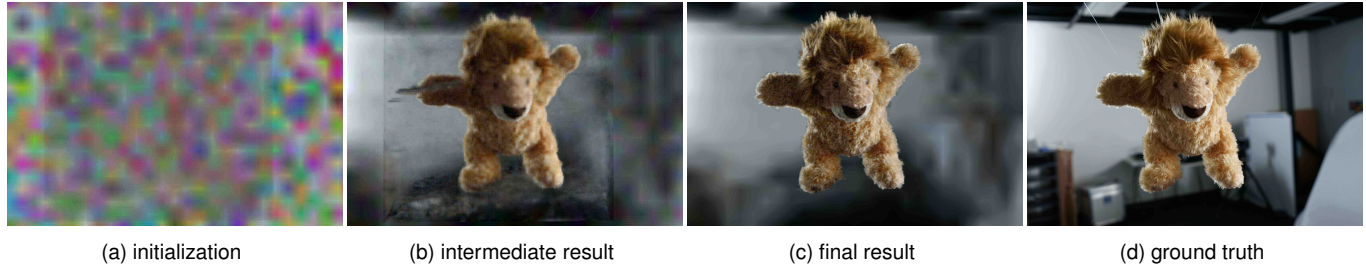 (a) initialization
(b) intermediate result
(c) final result
(d) ground truth